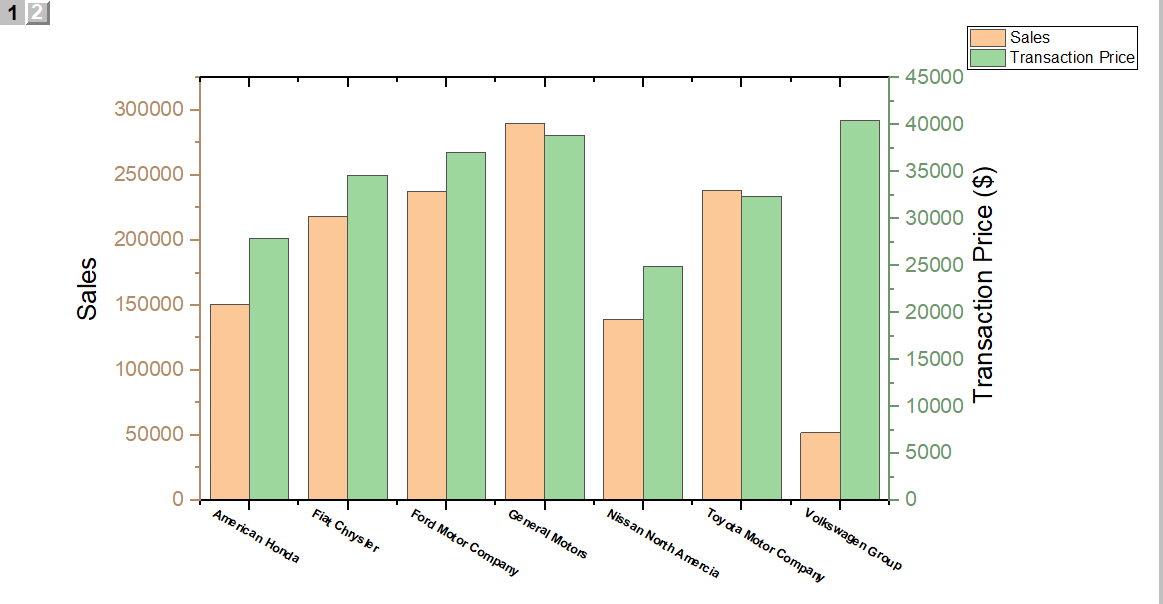 1 2
Sales
Transaction Price
300000
250000
200000
150000
100000
50000
0
Sales
45000
40000
35000
30000
25000
20000
15000
10000
5000
0
Transaction Price ($)
American Honda
Fiat Chrysler
Ford Motor Company
General Motors
Nissan North Amercia
Toyota Motor Company
Volkswagen Group